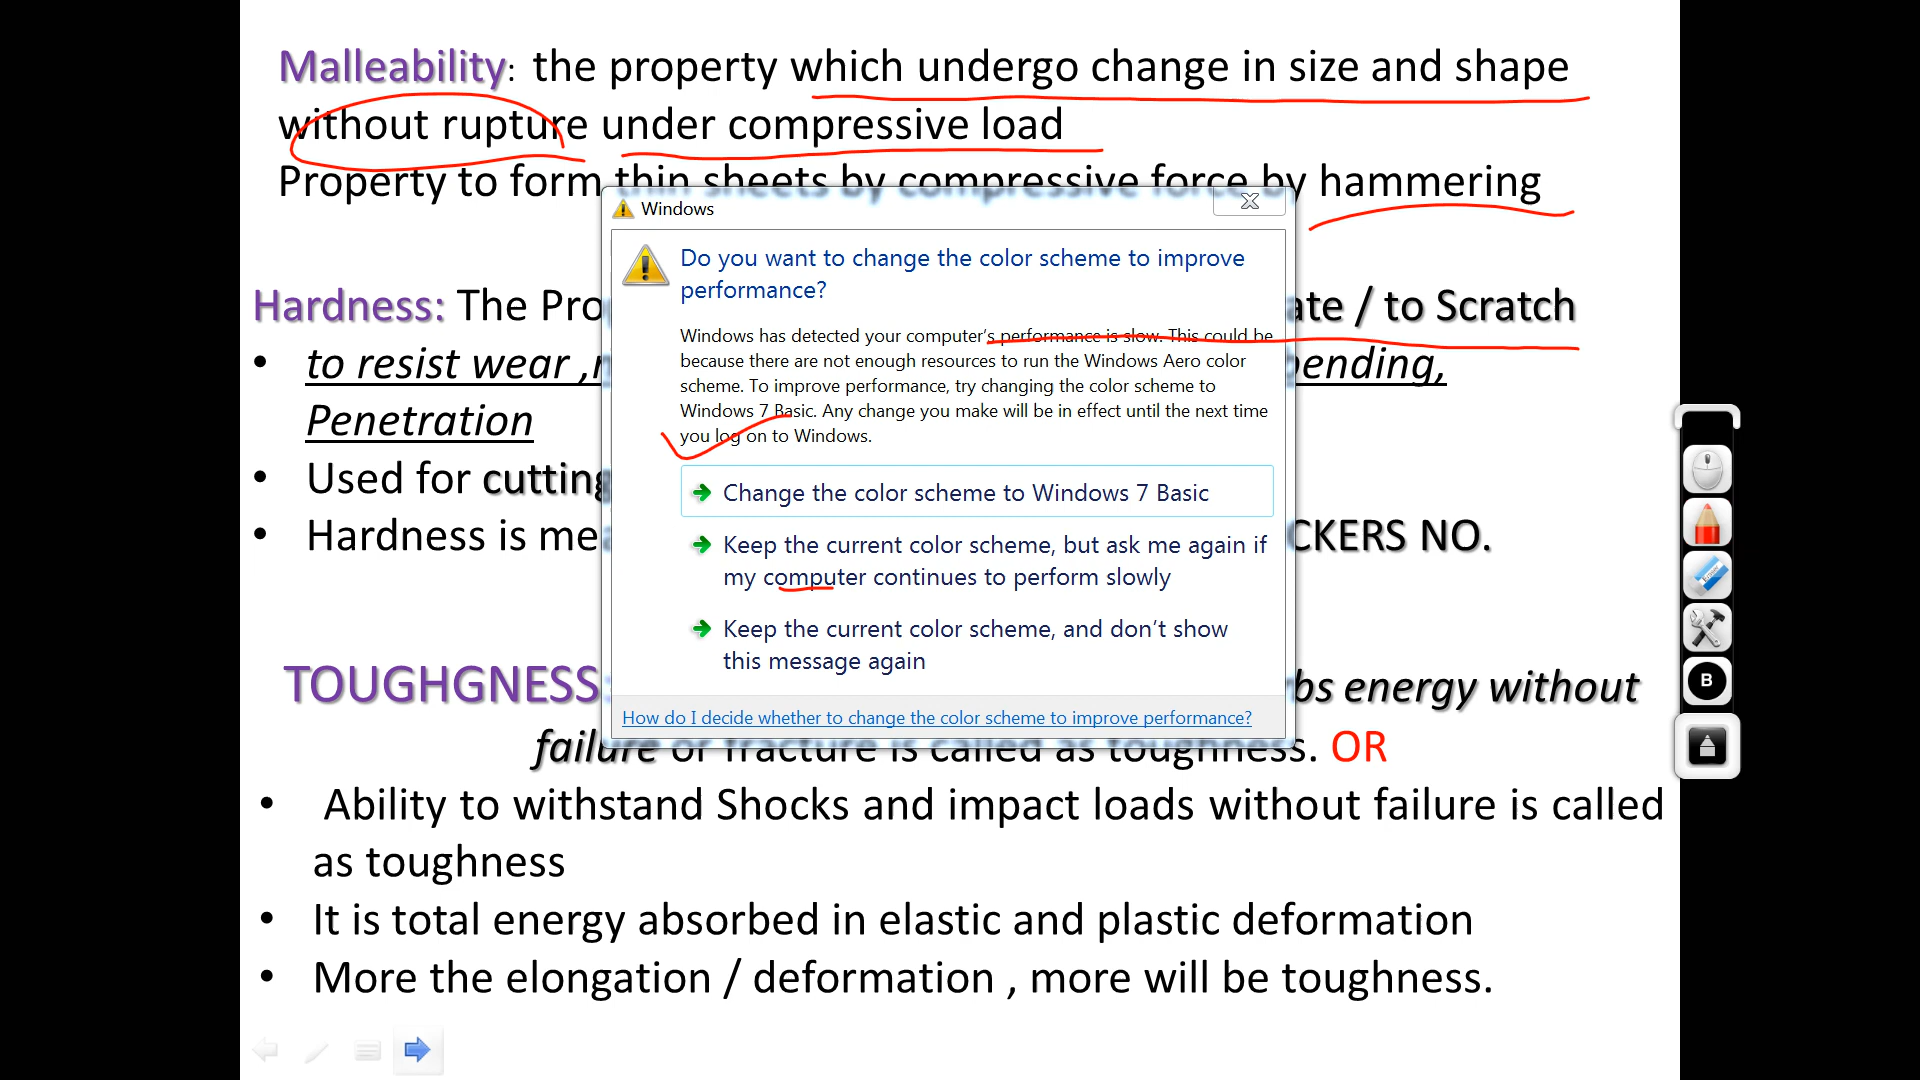 Malleability: the property which undergo change in size and shape
without rupture under compressive load
Property to form thin sheets by compressive force by hammering
Windows
Do you want to change the color scheme to improve
performance?
Hardness: The Pro ate / to Scratch
Windows has detected your computer's performance is slow. This could be
because there are not enough resources to run the Windows Aero color
scheme. To improve performance, try changing the color scheme to
Windows 7 Basic. Any change you make will be in effect until the next time
you log on to Windows.
• to resist wear , bending,
Penetration
• Used for cutting
Change the color scheme to Windows 7 Basic
• Hardness is me CKERS NO.
Keep the current color scheme, but ask me again if
my computer continues to perform slowly
Keep the current color scheme, and don't show
this message again
TOUGHGNESS bs energy without
How do I decide whether to change the color scheme to improve performance?
failure or fracture is called as toughness. OR
• Ability to withstand Shocks and impact loads without failure is called
as toughness
• It is total energy absorbed in elastic and plastic deformation
• More the elongation / deformation , more will be toughness.
B